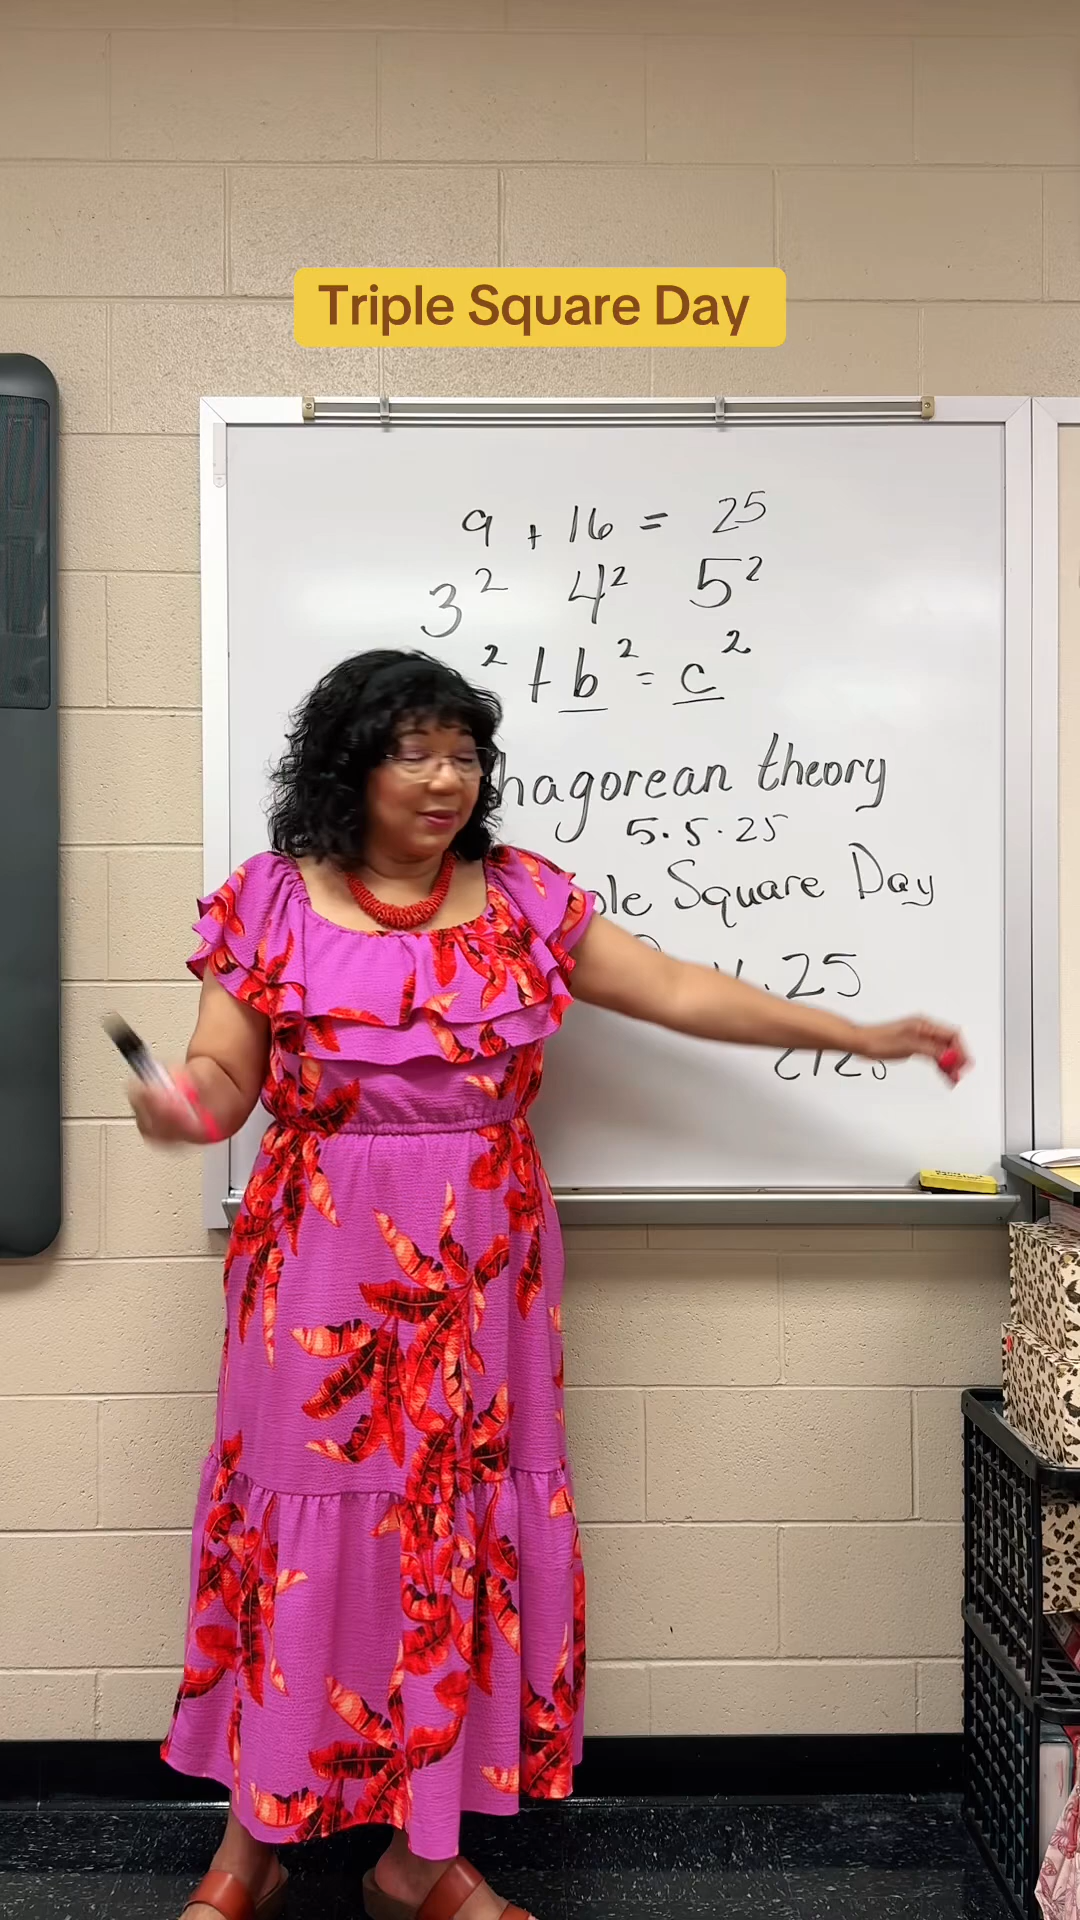 Triple Square Day
9 + 16 = 25
3² 4² 5²
² + b² = c²
hagorean theory
5.5.25
ple Square Day
.25